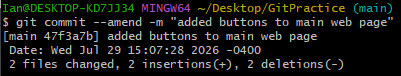 Ian@DESKTOP-KD7JJ34 MINGW64 ~/Desktop/GitPractice (main)
$ git commit --amend -m "added buttons to main web page"
[main 47f3a7b] added buttons to main web page
 Date: Wed Jul 29 15:07:28 2026 -0400
 2 files changed, 2 insertions(+), 2 deletions(-)